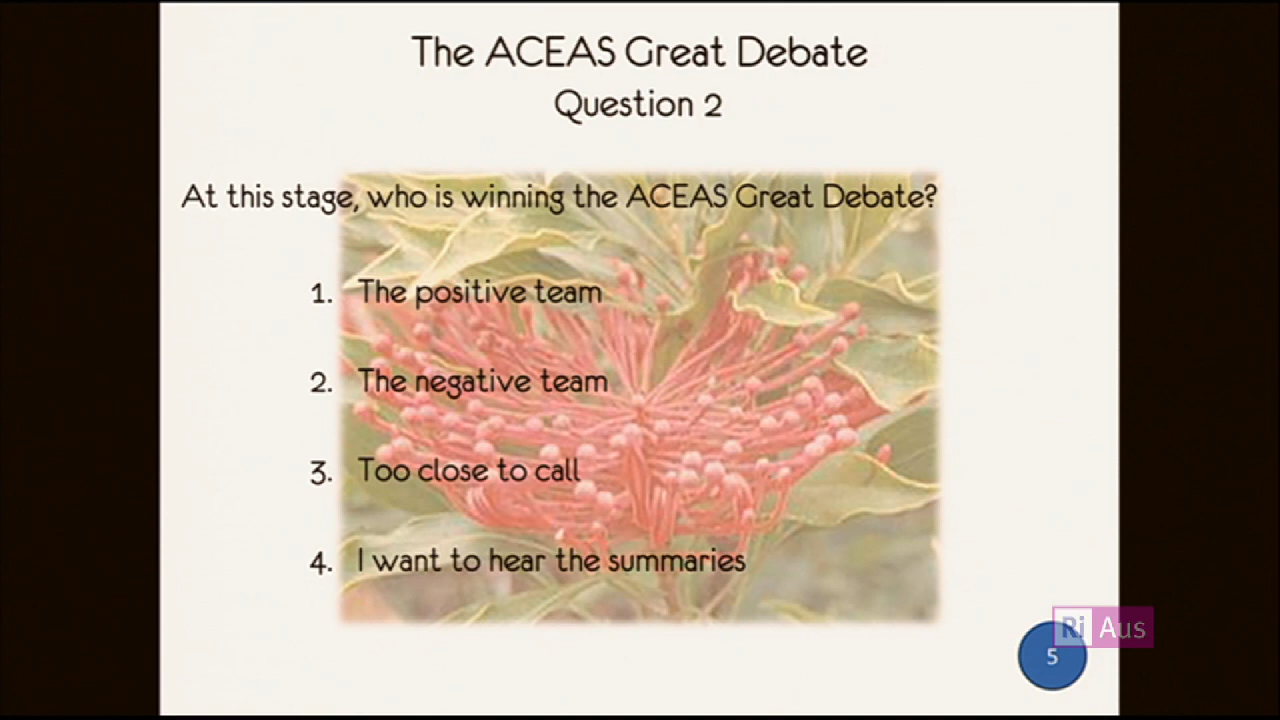 The ACEAS Great Debate
Question 2
At this stage, who is winning the ACEAS Great Debate?
1. The positive team
2. The negative team
3. Too close to call
4. I want to hear the summaries
Ri Aus
5